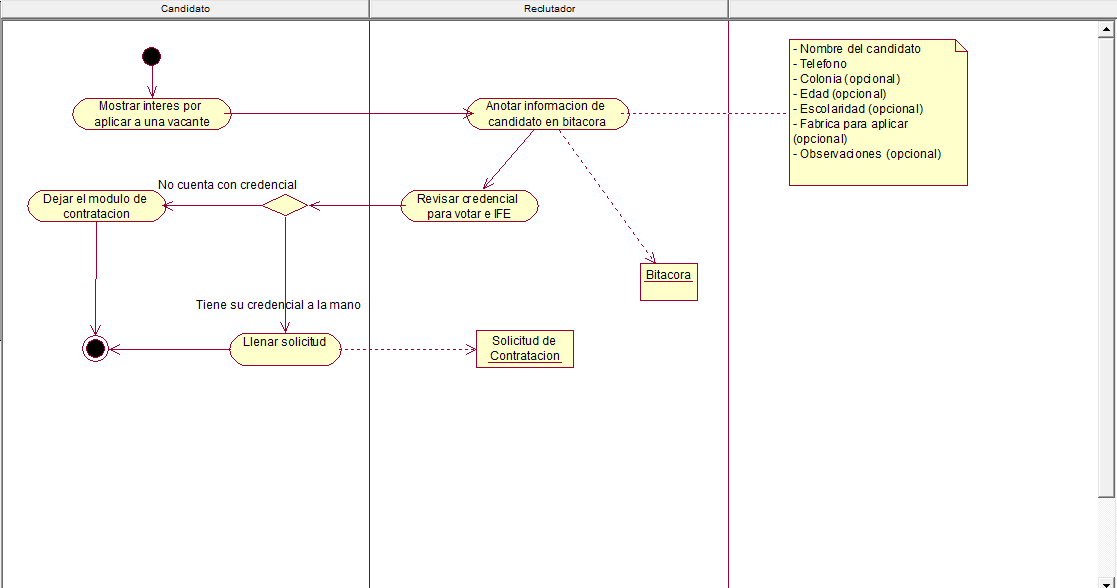 Candidato
Reclutador
Mostrar interes por
aplicar a una vacante
Anotar informacion de
candidato en bitacora
- Nombre del candidato
- Telefono
- Colonia (opcional)
- Edad (opcional)
- Escolaridad (opcional)
- Fabrica para aplicar
(opcional)
- Observaciones (opcional)
No cuenta con credencial
Dejar el modulo de
contratacion
Revisar credencial
para votar e IFE
Bitacora
Tiene su credencial a la mano
Llenar solicitud
Solicitud de
Contratacion